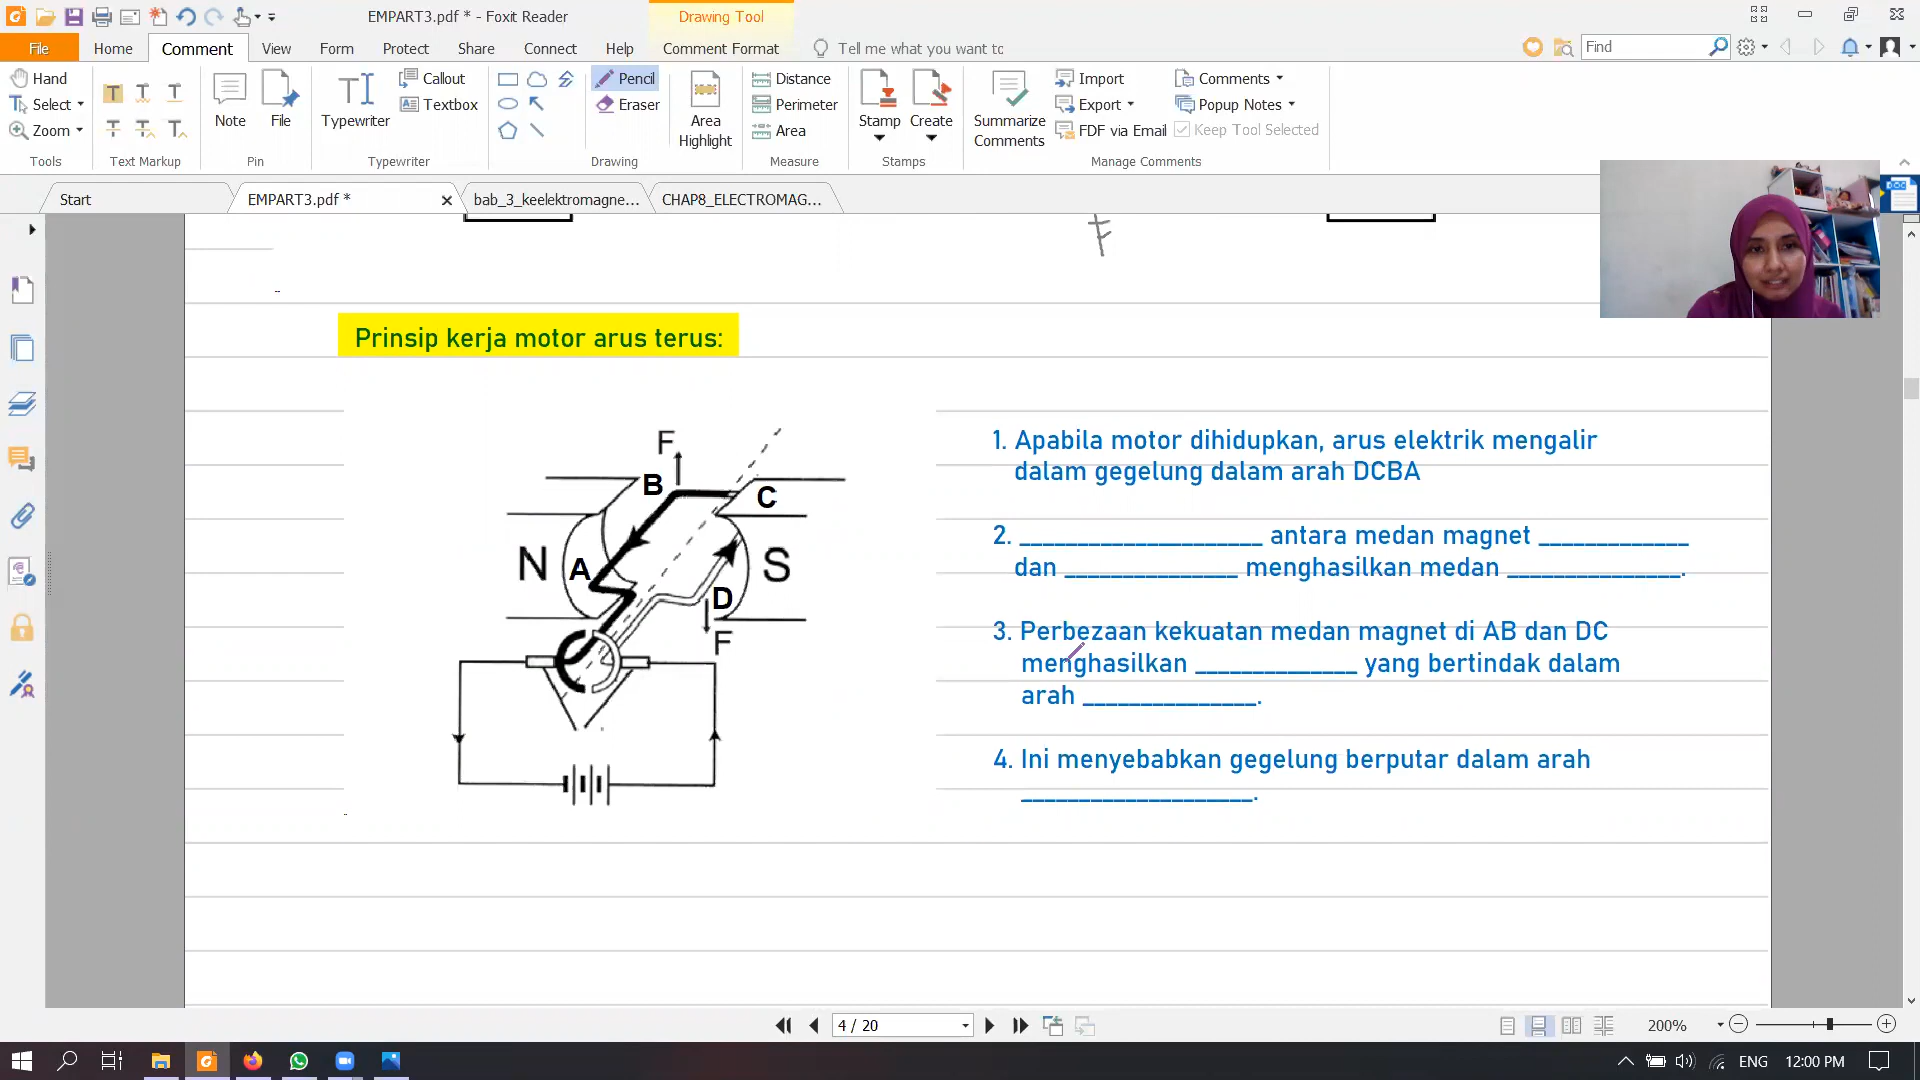 EMPART3.pdf * - Foxit Reader
Drawing Tool
File Home Comment View Form Protect Share Connect Help Comment Format Tell me what you want to Find
Hand
Select
Zoom
Tools
Text Markup
Note
File
Pin
Typewriter
Callout
Textbox
Typewriter
Pencil
Eraser
Drawing
Area Highlight
Distance
Perimeter
Area
Measure
Stamp
Create
Stamps
Summarize Comments
Import
Export
FDF via Email
Comments
Popup Notes
Keep Tool Selected
Manage Comments
Start EMPART3.pdf * bab_3_keelektromagne... CHAP8_ELECTROMAG...
Prinsip kerja motor arus terus:
F
B
C
N
A
S
D
F
1. Apabila motor dihidupkan, arus elektrik mengalir
dalam gegelung dalam arah DCBA
2. _____________________ antara medan magnet _____________
dan _______________ menghasilkan medan _______________.
3. Perbezaan kekuatan medan magnet di AB dan DC
menghasilkan ______________ yang bertindak dalam
arah _______________.
4. Ini menyebabkan gegelung berputar dalam arah
____________________.
4 / 20
200%
ENG 12:00 PM